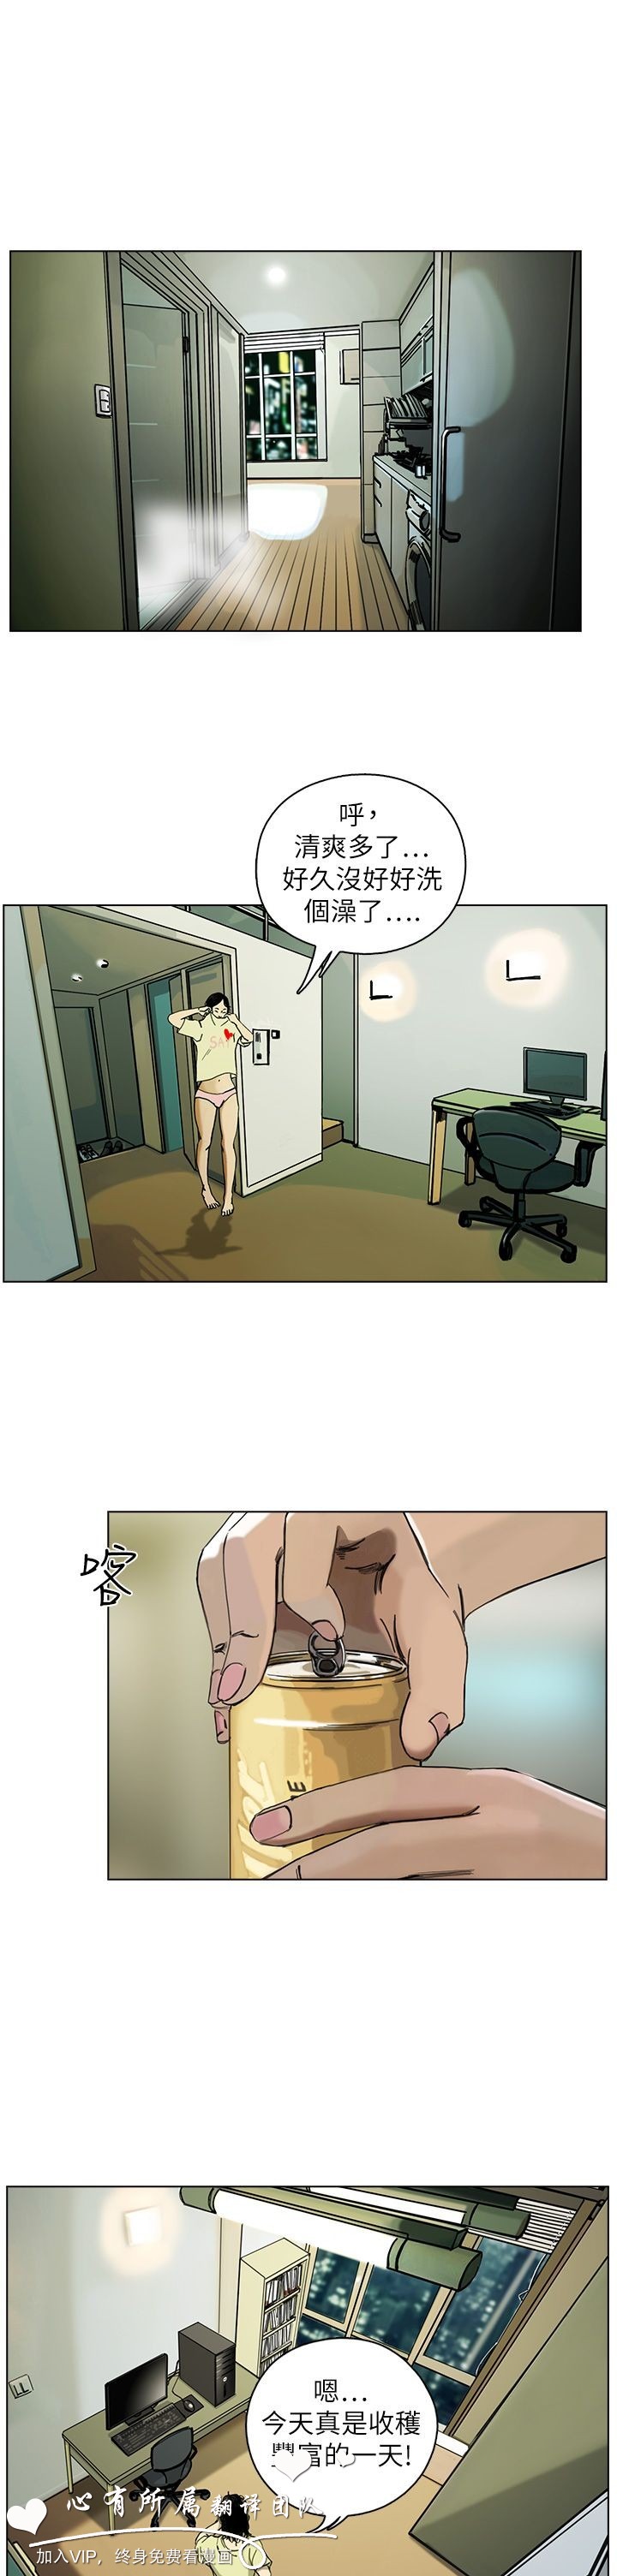 呼，
清爽多了...
好久沒好好洗
個澡了....
喀
嗯...
今天真是收穫
豐富的一天!
心有所属翻译团队
加入VIP，终身免费看漫画